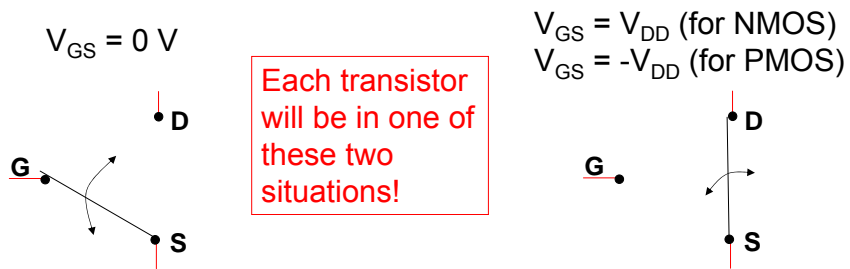 V_GS = 0 V
V_GS = V_DD (for NMOS)
V_GS = -V_DD (for PMOS)
Each transistor
will be in one of
these two
situations!
D
G
S
D
G
S